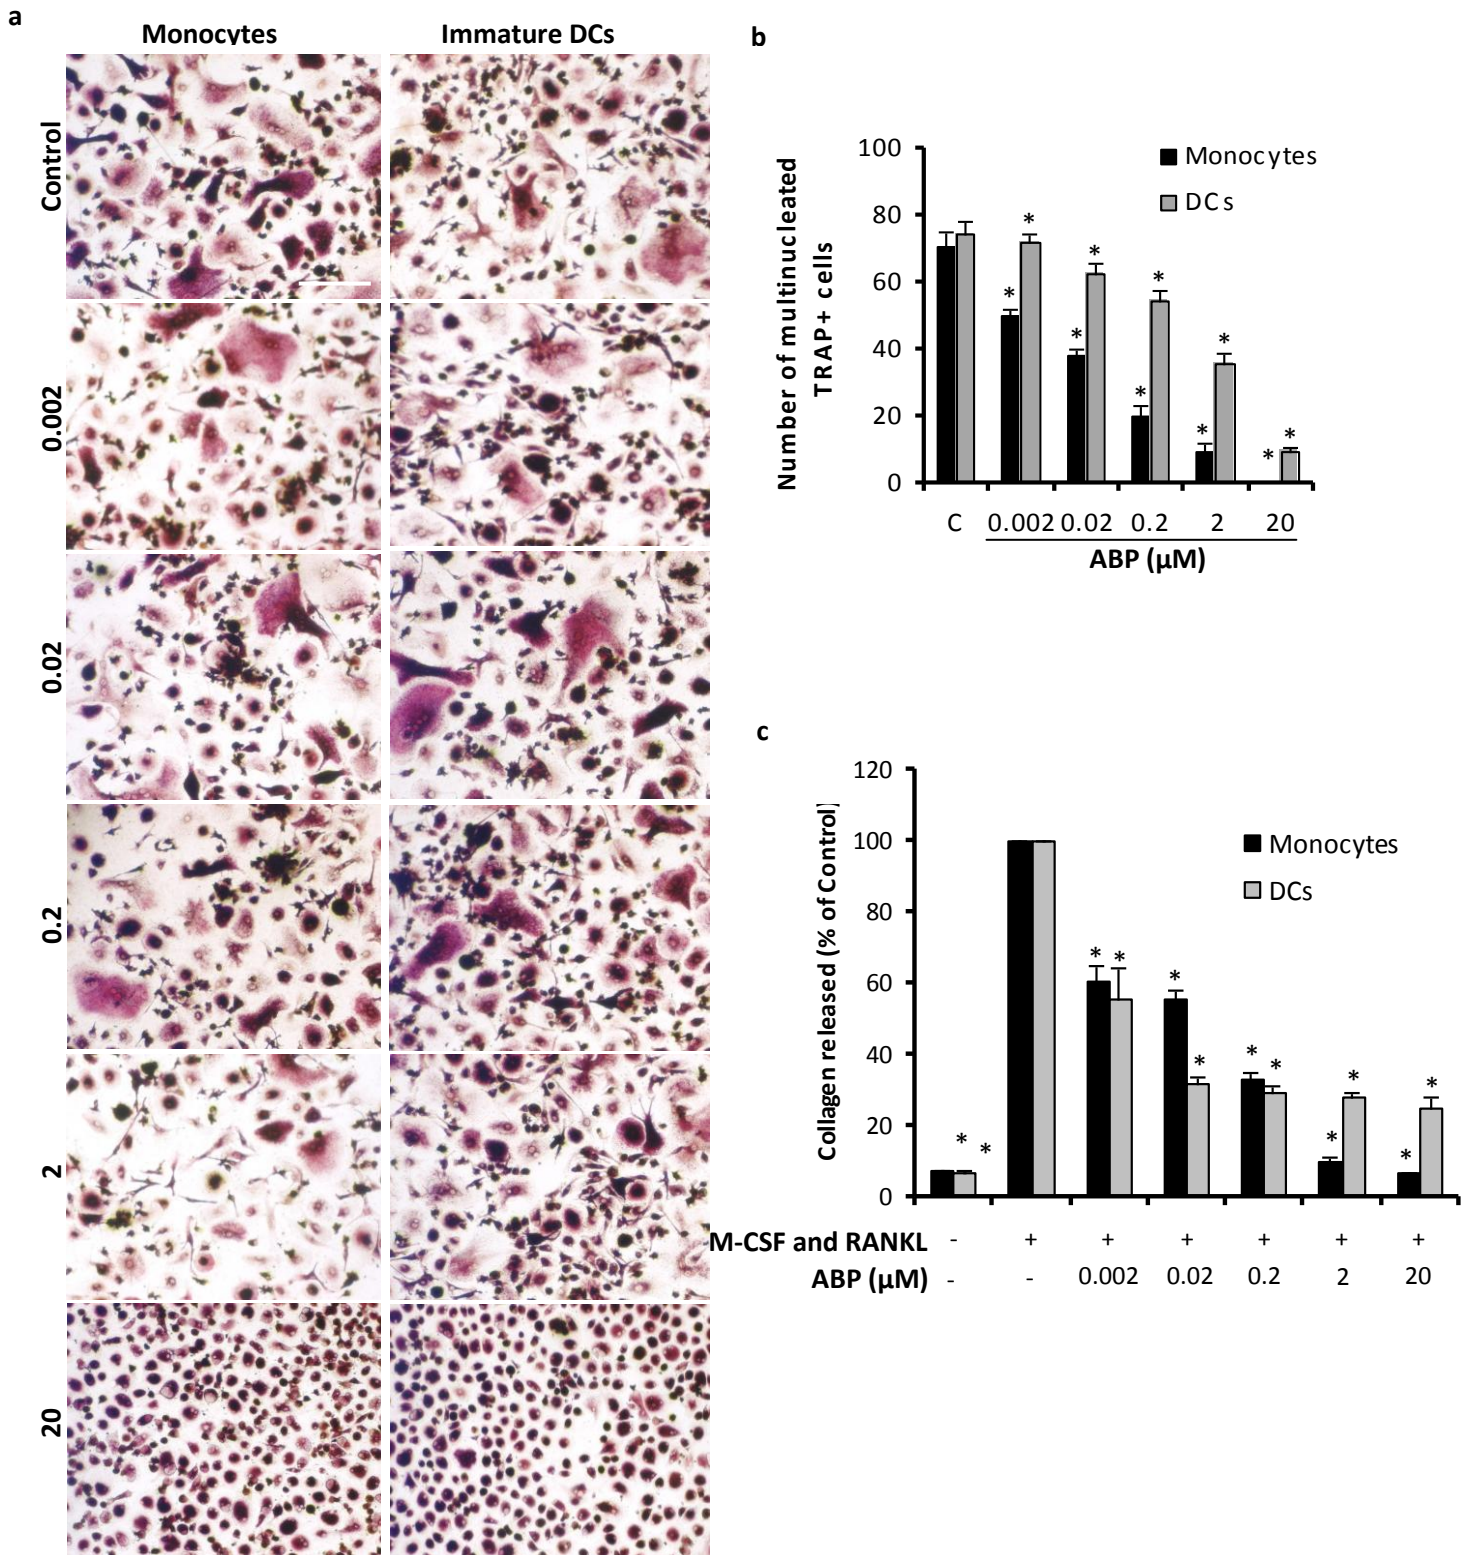 a
Monocytes Immature DCs
Control
0.002
0.02
0.2
2
20
b
Number of multinucleated
TRAP+ cells
100
80
60
40
20
0
Monocytes
DCs
*
*
*
*
*
*
*
*
*
*
C 0.002 0.02 0.2 2 20
ABP (μM)
c
Collagen released (% of Control)
120
100
80
60
40
20
0
Monocytes
DCs
* *
* *
* *
* *
* *
* *
M-CSF and RANKL - + + + + + +
ABP (μM) - - 0.002 0.02 0.2 2 20